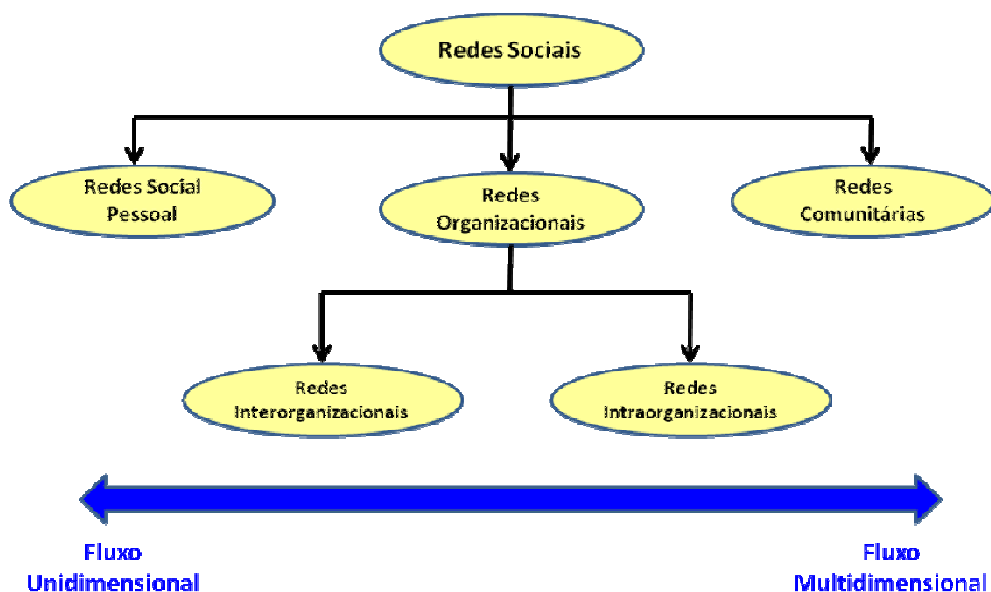 Redes Sociais
Redes Social
Pessoal
Redes
Organizacionais
Redes
Comunitárias
Redes
Interorganizacionais
Redes
Intraorganizacionais
Fluxo
Unidimensional
Fluxo
Multidimensional